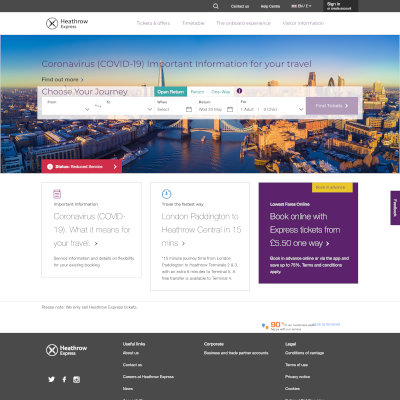 Search
Contact us
Help Centre
EN / £
Sign in
or create account
Heathrow
Express
Tickets & offers
Timetable
The onboard experience
Visitor information
Coronavirus (COVID-19) Important Information for your travel
Find out more >
Choose Your Journey
Open Return
Return
One-Way
From
To
When
Return
For
Select
Wed 20 May
1 Adult
0 Child
Find Tickets >
Status: Reduced Service
Feedback
Important information
Coronavirus (COVID-
19). What it means for
your travel. >
Service information and details on flexibility
for your existing booking
Travel the fastest way
London Paddington to
Heathrow Central in 15
mins >
*15 minute journey time from London
Paddington to Heathrow Terminals 2 & 3,
with an extra 6 minutes to Terminal 5. A
free transfer is available to Terminal 4.
Book in advance
Lowest Fares Online
Book online with
Express tickets from
£5.50 one way >
Book in advance online or via the app and
save up to 75%. Terms and conditions
apply.
Please note: We only sell Heathrow Express tickets.
90
Heathrow
Express
Useful links
About us
Contact us
Careers at Heathrow Express
News
Corporate
Business and trade partner accounts
Legal
Conditions of carriage
Terms of use
Privacy notice
Cookies